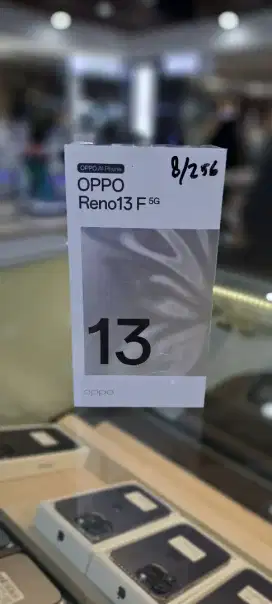 8/256
OPPO AI Phone
OPPO
Reno13 F 5G
13
oppo